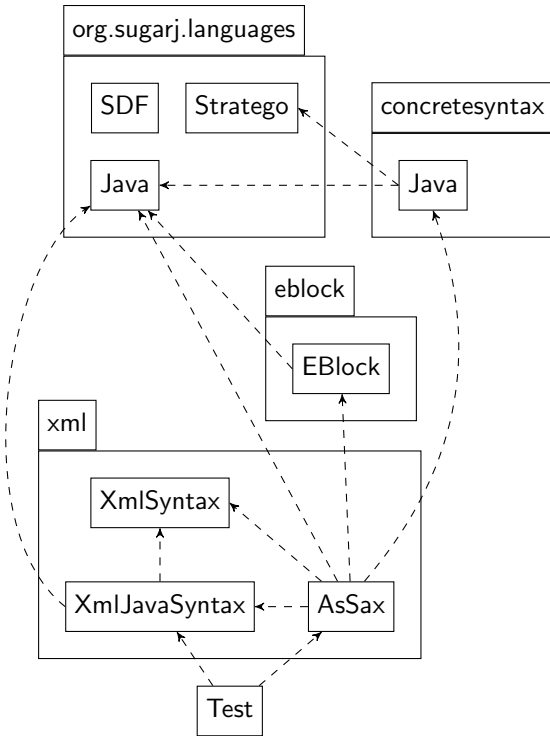 org.sugarj.languages
SDF
Stratego
concretesyntax
Java
Java
eblock
EBlock
xml
XmlSyntax
XmlJavaSyntax
AsSax
Test